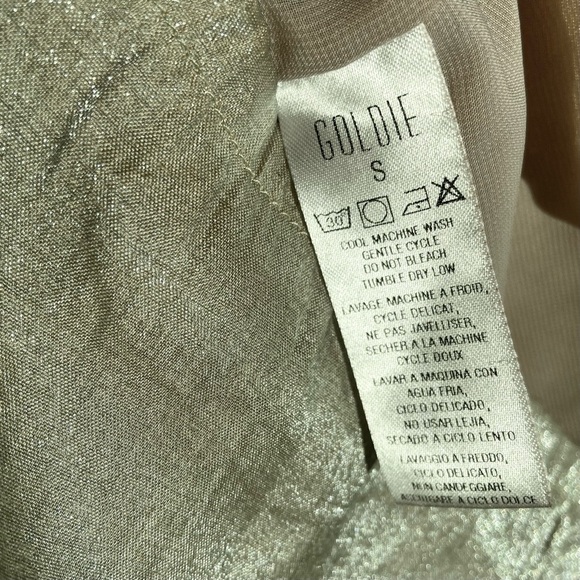 GOLDIE
S
30
COOL MACHINE WASH
GENTLE CYCLE
DO NOT BLEACH
TUMBLE DRY LOW
LAVAGE MACHINE A FROID,
CYCLE DELICAT,
NE PAS JAVELLISER,
SECHER A LA MACHINE
CYCLE DOUX
LAVAR A MAQUINA CON
AGUA FRIA,
CICLO DELICADO,
NO USAR LEJIA,
SECADO A CICLO LENTO
LAVAGGIO A FREDDO,
CICLO DELICATO,
NON CANDEGGIARE,
A CICLO DOLCE